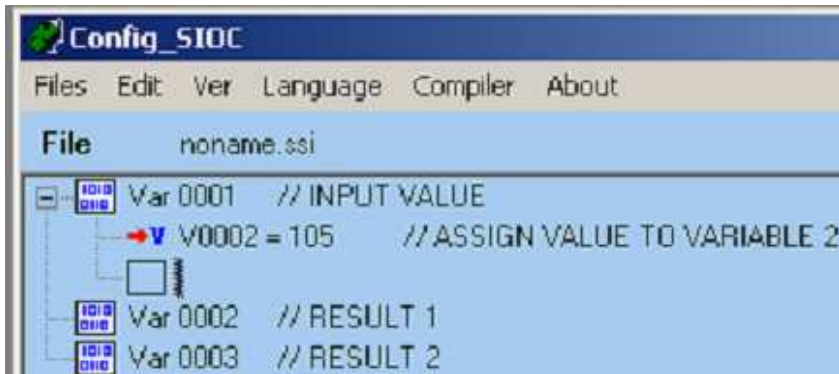 Config_SIOC
Files Edit Ver Language Compiler About
File noname.ssi
Var 0001 // INPUT VALUE
V V0002 = 105 // ASSIGN VALUE TO VARIABLE 2
Var 0002 // RESULT 1
Var 0003 // RESULT 2